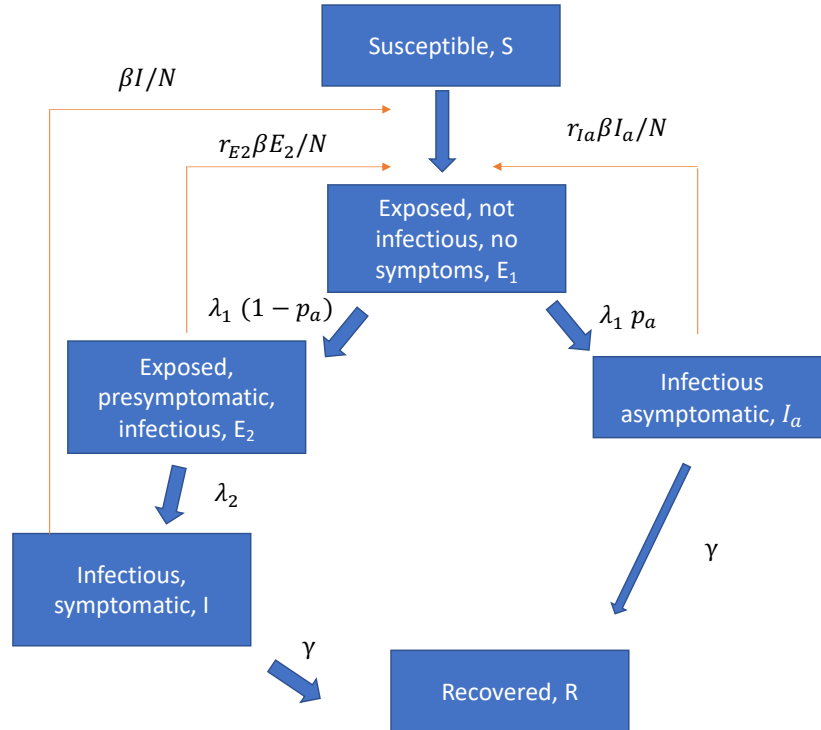 Susceptible, S
βI/N
r_{E2}βE_2/N
r_{Ia}βI_a/N
Exposed, not
infectious, no
symptoms, E_1
λ_1 (1 − p_a)
λ_1 p_a
Exposed,
presymptomatic,
infectious, E_2
Infectious
asymptomatic, I_a
λ_2
Infectious,
symptomatic, I
γ
γ
Recovered, R